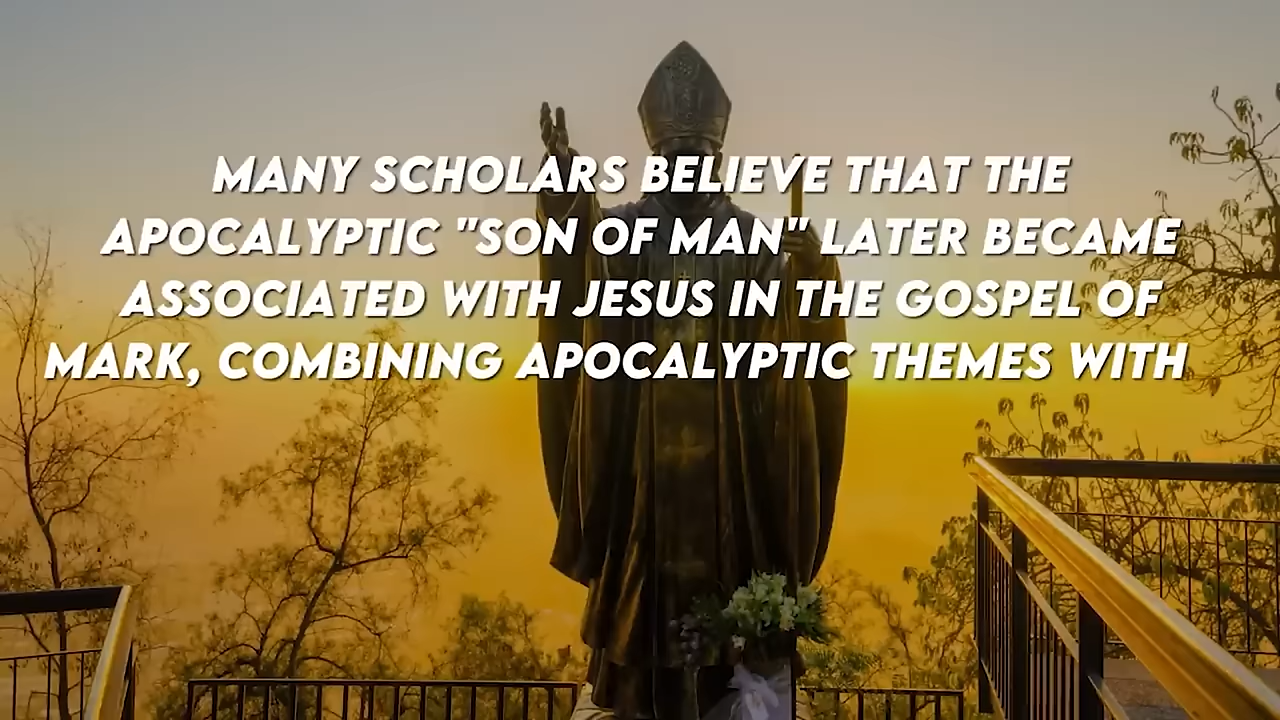 MANY SCHOLARS BELIEVE THAT THE
APOCALYPTIC "SON OF MAN" LATER BECAME
ASSOCIATED WITH JESUS IN THE GOSPEL OF
MARK, COMBINING APOCALYPTIC THEMES WITH